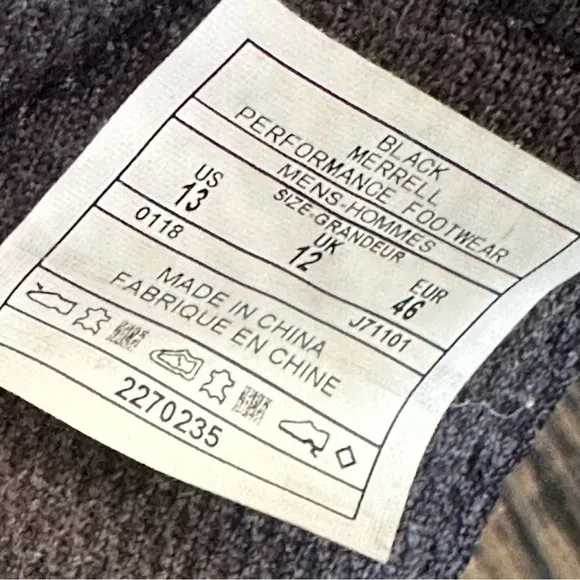 BLACK
MERRELL
PERFORMANCE FOOTWEAR
MENS-HOMMES
SIZE-GRANDEUR
US UK EUR
13 12 46
0118 J71101
MADE IN CHINA
FABRIQUE EN CHINE
2270235